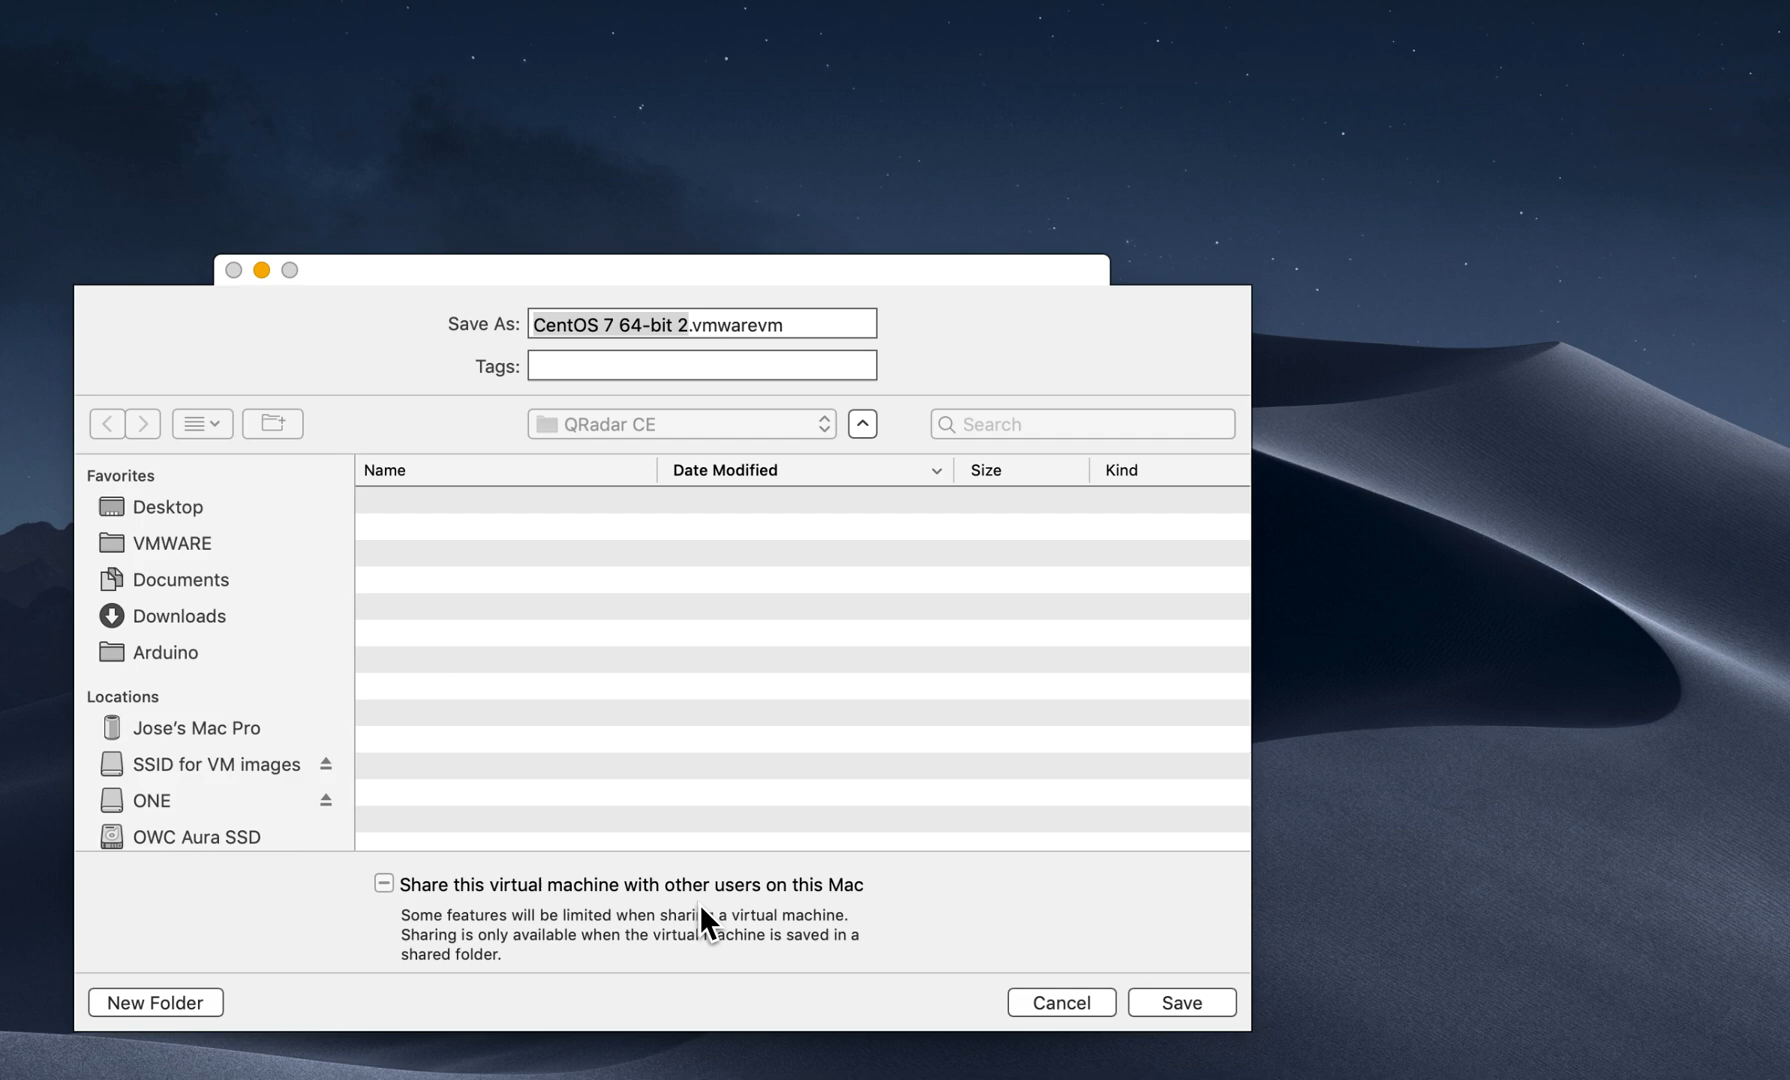 Save As: CentOS 7 64-bit 2.vmwarevm
Tags:
QRadar CE
Search
Favorites
Desktop
VMWARE
Documents
Downloads
Arduino
Locations
Jose's Mac Pro
SSID for VM images
ONE
OWC Aura SSD
Name Date Modified Size Kind
Share this virtual machine with other users on this Mac
Some features will be limited when sharing a virtual machine.
Sharing is only available when the virtual machine is saved in a
shared folder.
New Folder
Cancel
Save